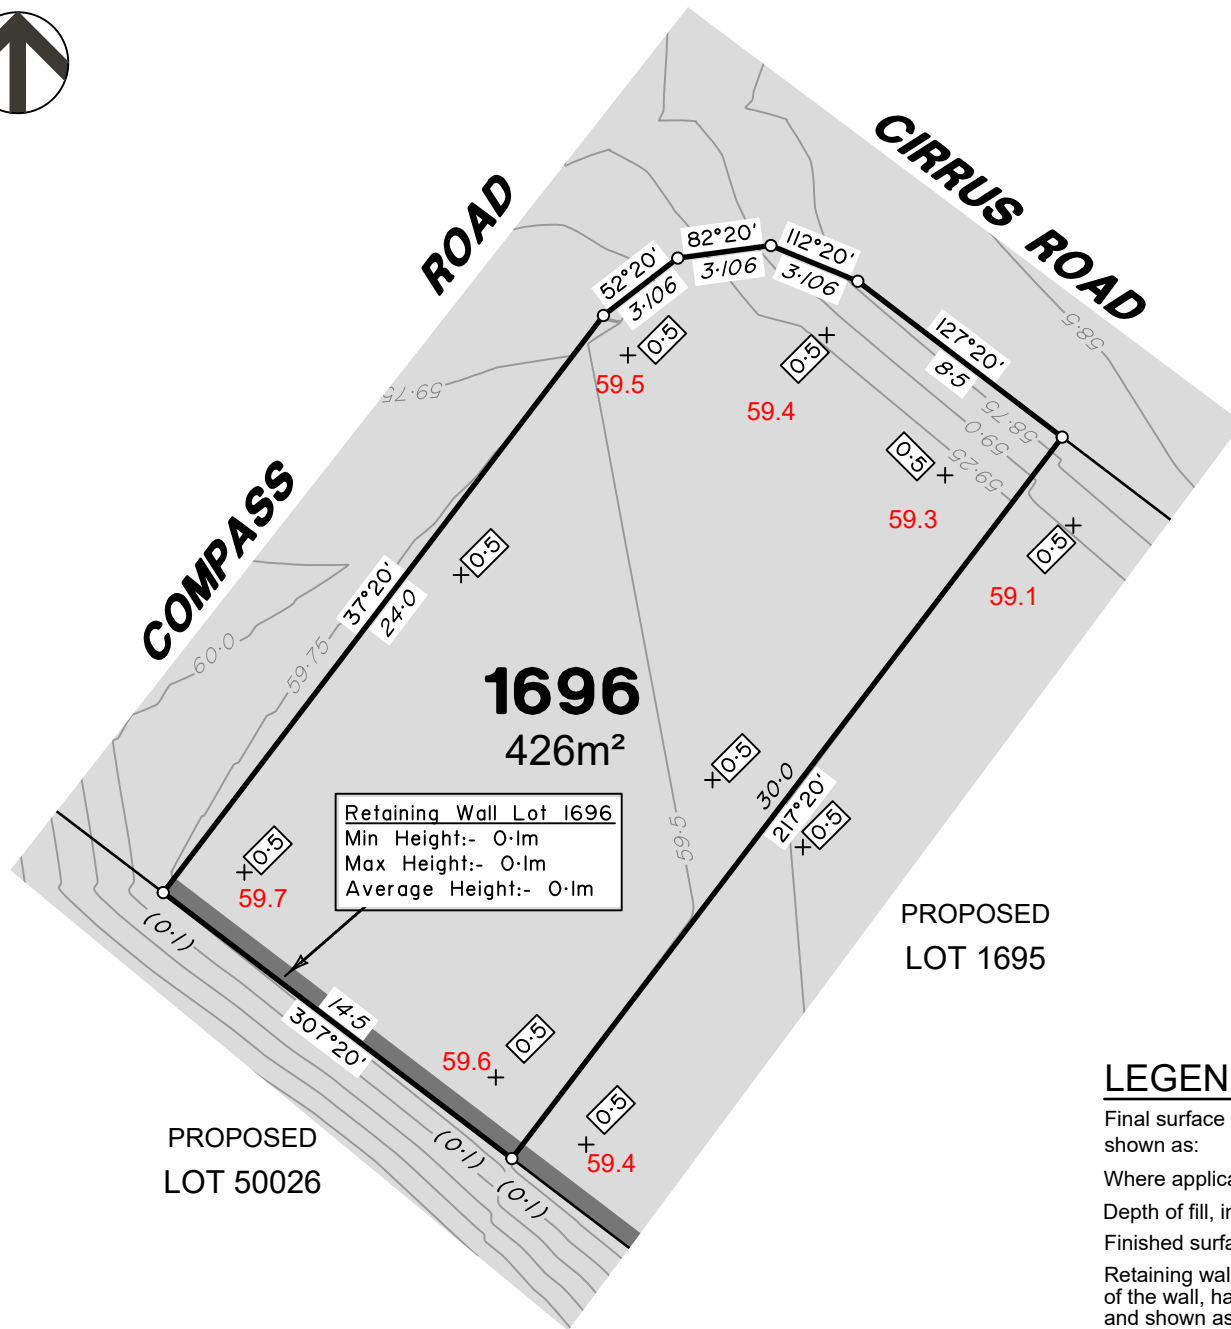 CIRRUS ROAD
COMPASS ROAD
52°20'
3·106
82°20'
3·106
112°20'
3·106
127°20'
8·5
58·5
58·75
59·0
59·25
59·75
0·5
59.5
0·5
59.4
0·5
59.3
0·5
59.1
0·5
37°20'
24·0
60·0
59·75
1696
426m²
0·5
30·0
217°20'
0·5
59·5
Retaining Wall Lot 1696
Min Height:- 0·1m
Max Height:- 0·1m
Average Height:- 0·1m
0·5
59.7
(0·1)
14·5
307°20'
PROPOSED
LOT 1695
59.6
0·5
0·5
59.4
(0·1)
(0·1)
PROPOSED
LOT 50026
LEGEN
Final surface
shown as:
Where applica
Depth of fill, i
Finished surfa
Retaining wal
of the wall, ha
and shown as